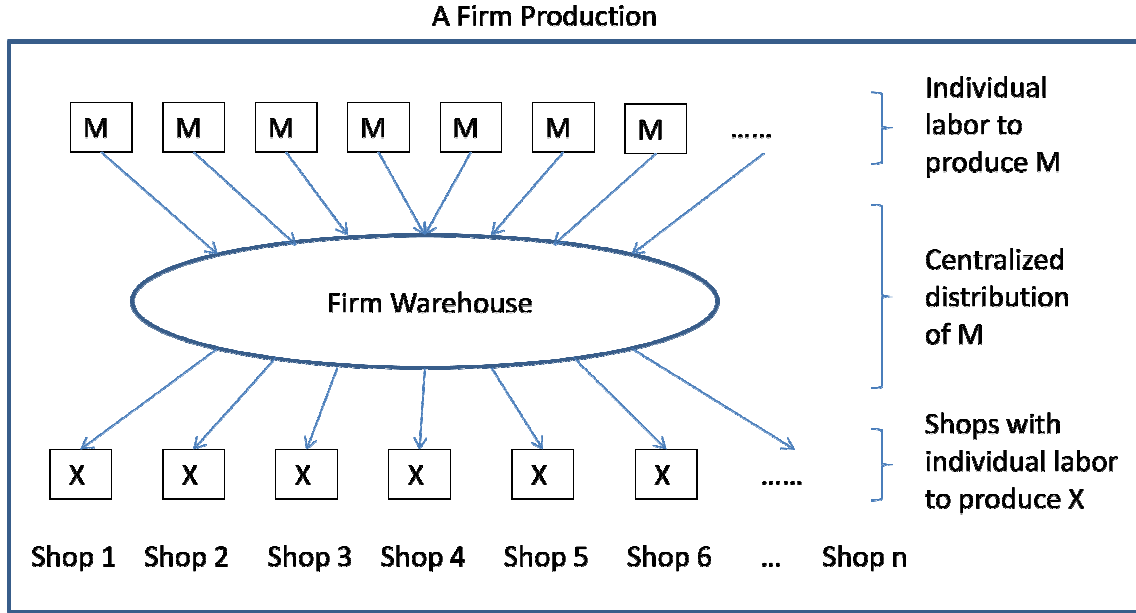 A Firm Production
M M M M M M M ......
Individual
labor to
produce M
Firm Warehouse
Centralized
distribution
of M
X X X X X X ......
Shops with
individual labor
to produce X
Shop 1 Shop 2 Shop 3 Shop 4 Shop 5 Shop 6 ... Shop n